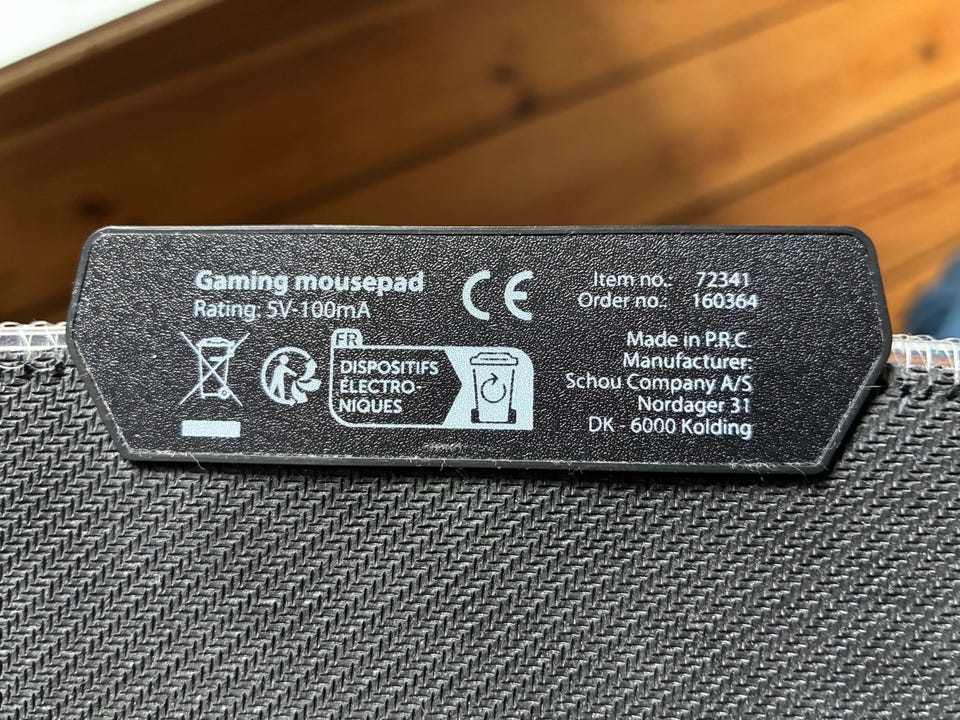 Gaming mousepad
Rating: 5V-100mA
CE
FR
DISPOSITIFS
ÉLECTRO-
NIQUES
Item no.: 72341
Order no.: 160364
Made in P.R.C.
Manufacturer:
Schou Company A/S
Nordager 31
DK - 6000 Kolding